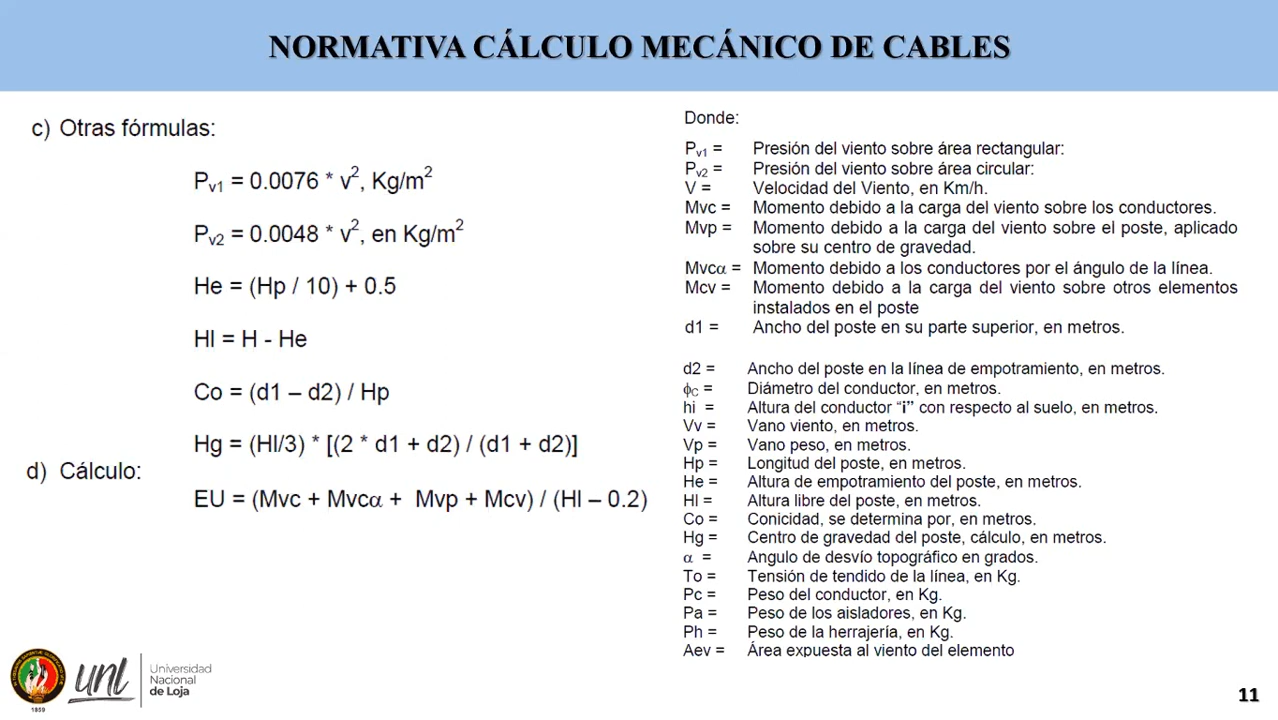 NORMATIVA CÁLCULO MECÁNICO DE CABLES
c) Otras fórmulas:
Pv1 = 0.0076 * v², Kg/m²
Pv2 = 0.0048 * v², en Kg/m²
He = (Hp / 10) + 0.5
Hl = H - He
Co = (d1 – d2) / Hp
Hg = (Hl/3) * [(2 * d1 + d2) / (d1 + d2)]
d) Cálculo:
EU = (Mvc + Mvcα + Mvp + Mcv) / (Hl – 0.2)
Donde:
Pv1 = Presión del viento sobre área rectangular:
Pv2 = Presión del viento sobre área circular:
V = Velocidad del Viento, en Km/h.
Mvc = Momento debido a la carga del viento sobre los conductores.
Mvp = Momento debido a la carga del viento sobre el poste, aplicado
sobre su centro de gravedad.
Mvcα = Momento debido a los conductores por el ángulo de la línea.
Mcv = Momento debido a la carga del viento sobre otros elementos
instalados en el poste
d1 = Ancho del poste en su parte superior, en metros.
d2 = Ancho del poste en la línea de empotramiento, en metros.
ϕC = Diámetro del conductor, en metros.
hi = Altura del conductor “i” con respecto al suelo, en metros.
Vv = Vano viento, en metros.
Vp = Vano peso, en metros.
Hp = Longitud del poste, en metros.
He = Altura de empotramiento del poste, en metros.
Hl = Altura libre del poste, en metros.
Co = Conicidad, se determina por, en metros.
Hg = Centro de gravedad del poste, cálculo, en metros.
α = Angulo de desvío topográfico en grados.
To = Tensión de tendido de la línea, en Kg.
Pc = Peso del conductor, en Kg.
Pa = Peso de los aisladores, en Kg.
Ph = Peso de la herrajería, en Kg.
Aev = Área expuesta al viento del elemento
1859
unl
Universidad
Nacional
de Loja
11